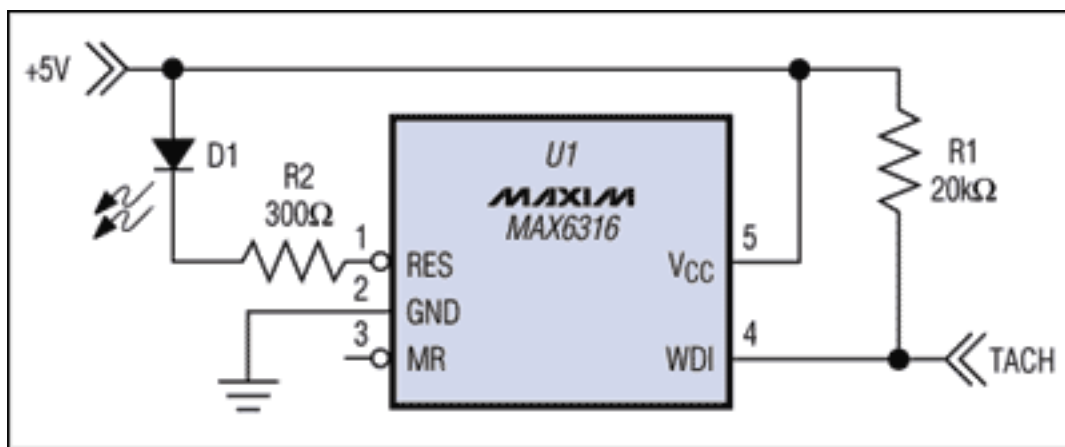 +5V
D1
R2
300Ω
U1
MAXIM
MAX6316
R1
20kΩ
1
RES
5
VCC
2
GND
3
MR
4
WDI
TACH